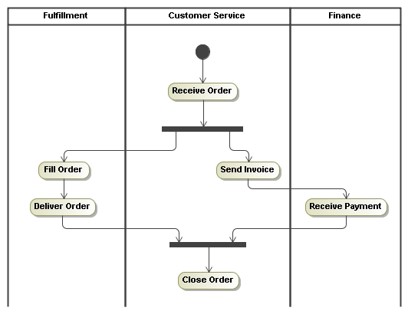 Fulfillment
Customer Service
Finance
Receive Order
Fill Order
Send Invoice
Deliver Order
Receive Payment
Close Order